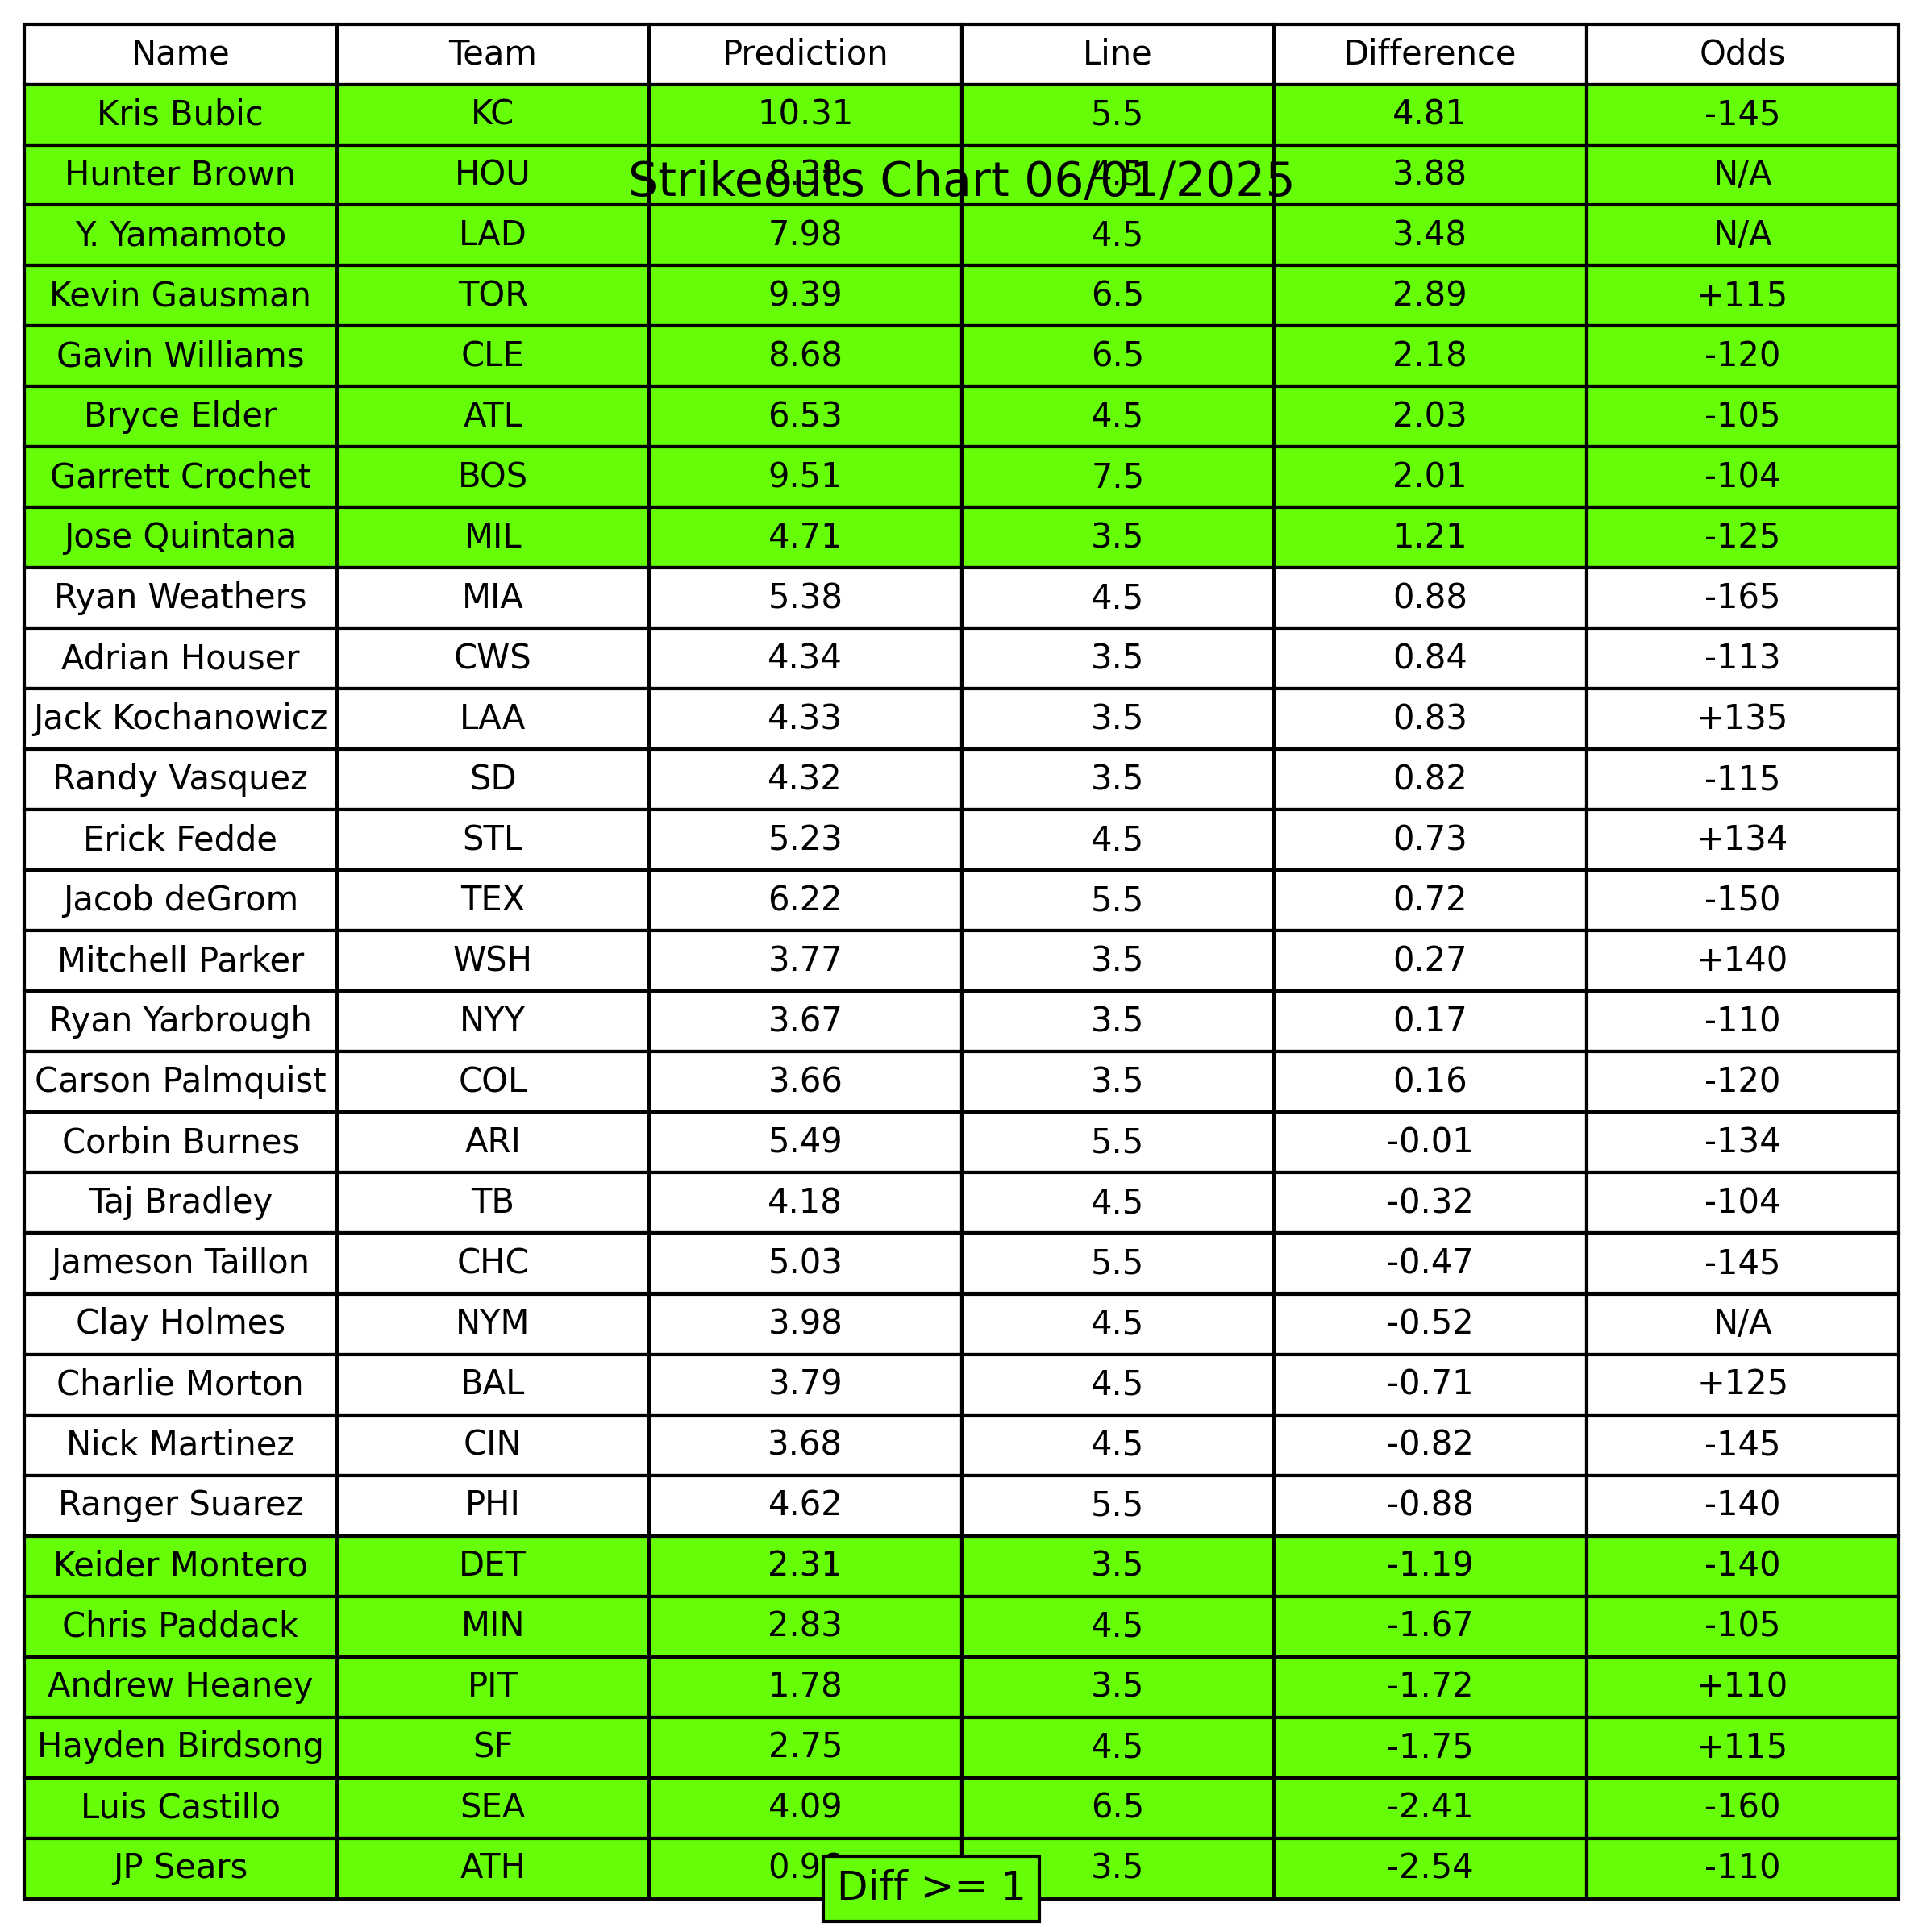 Name Team Prediction Line Difference Odds
Kris Bubic KC 10.31 5.5 4.81 -145
Hunter Brown HOU 8.38 4.5 3.88 N/A
Strikeouts Chart 06/01/2025
Y. Yamamoto LAD 7.98 4.5 3.48 N/A
Kevin Gausman TOR 9.39 6.5 2.89 +115
Gavin Williams CLE 8.68 6.5 2.18 -120
Bryce Elder ATL 6.53 4.5 2.03 -105
Garrett Crochet BOS 9.51 7.5 2.01 -104
Jose Quintana MIL 4.71 3.5 1.21 -125
Ryan Weathers MIA 5.38 4.5 0.88 -165
Adrian Houser CWS 4.34 3.5 0.84 -113
Jack Kochanowicz LAA 4.33 3.5 0.83 +135
Randy Vasquez SD 4.32 3.5 0.82 -115
Erick Fedde STL 5.23 4.5 0.73 +134
Jacob deGrom TEX 6.22 5.5 0.72 -150
Mitchell Parker WSH 3.77 3.5 0.27 +140
Ryan Yarbrough NYY 3.67 3.5 0.17 -110
Carson Palmquist COL 3.66 3.5 0.16 -120
Corbin Burnes ARI 5.49 5.5 -0.01 -134
Taj Bradley TB 4.18 4.5 -0.32 -104
Jameson Taillon CHC 5.03 5.5 -0.47 -145
Clay Holmes NYM 3.98 4.5 -0.52 N/A
Charlie Morton BAL 3.79 4.5 -0.71 +125
Nick Martinez CIN 3.68 4.5 -0.82 -145
Ranger Suarez PHI 4.62 5.5 -0.88 -140
Keider Montero DET 2.31 3.5 -1.19 -140
Chris Paddack MIN 2.83 4.5 -1.67 -105
Andrew Heaney PIT 1.78 3.5 -1.72 +110
Hayden Birdsong SF 2.75 4.5 -1.75 +115
Luis Castillo SEA 4.09 6.5 -2.41 -160
JP Sears ATH 3.5 -2.54 -110
Diff >= 1